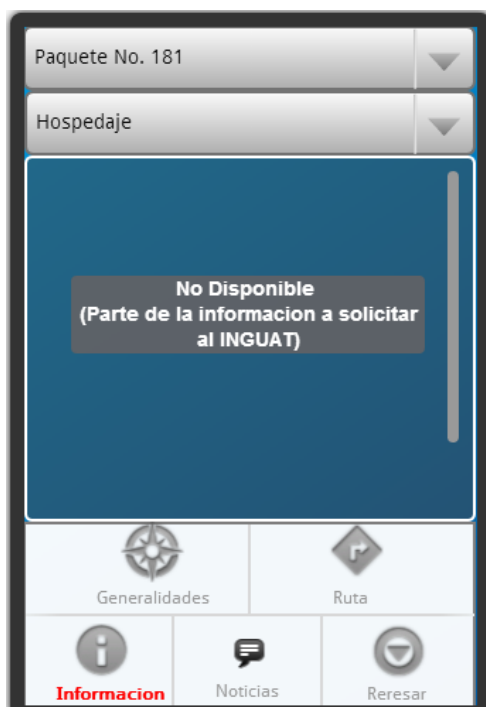 Paquete No. 181
Hospedaje
No Disponible
(Parte de la informacion a solicitar
al INGUAT)
Generalidades
Ruta
Informacion
Noticias
Reresar